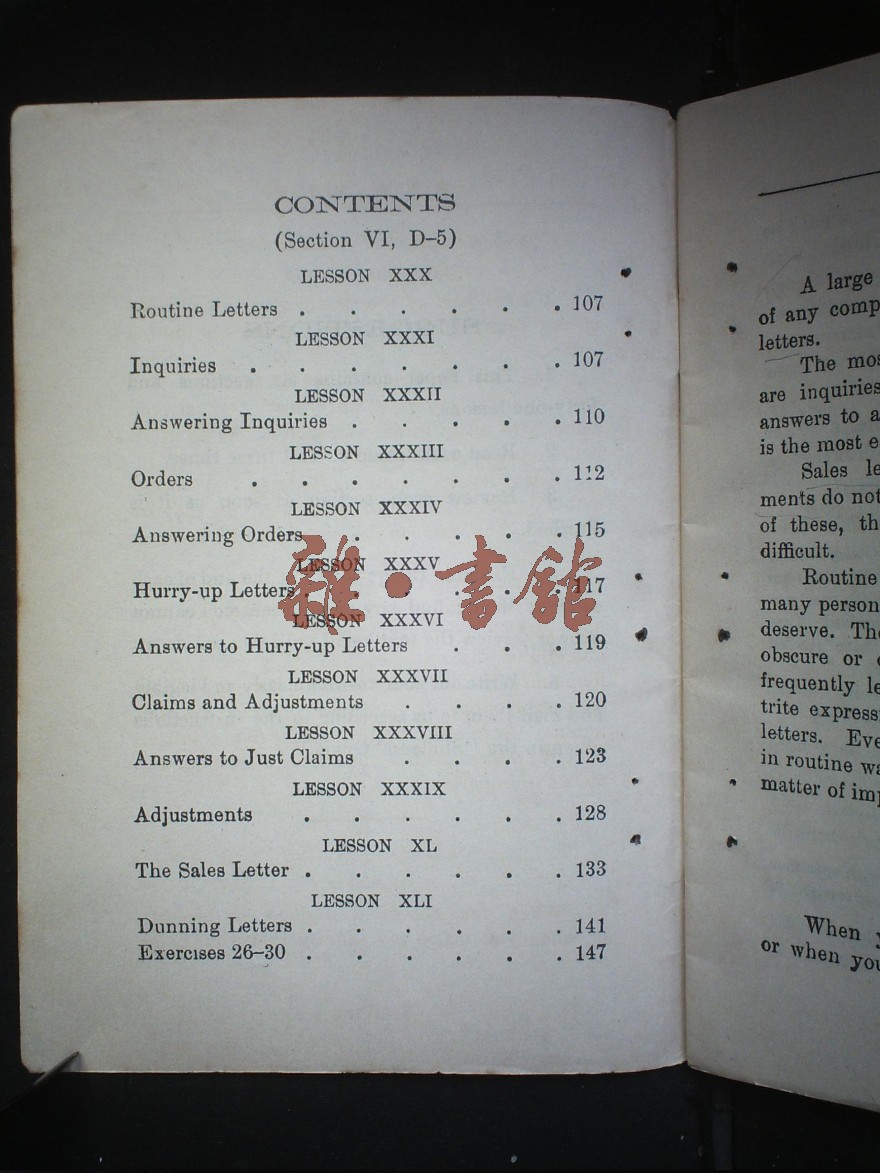 CONTENTS
(Section VI, D-5)
LESSON XXX
Routine Letters . . . . . . 107
LESSON XXXI
Inquiries . . . . . . . 107
LESSON XXXII
Answering Inquiries . . . . . 110
LESSON XXXIII
Orders . . . . . . . 112
LESSON XXXIV
Answering Orders . . . . . 115
LESSON XXXV
Hurry-up Letters . . . . . . 117
LESSON XXXVI
Answers to Hurry-up Letters . . . 119
LESSON XXXVII
Claims and Adjustments . . . . 120
LESSON XXXVIII
Answers to Just Claims . . . . 123
LESSON XXXIX
Adjustments . . . . . . 128
LESSON XL
The Sales Letter . . . . . . 133
LESSON XLI
Dunning Letters . . . . . . 141
Exercises 26–30 . . . . . . 147
雜·書館
A large
of any comp
letters.
The mos
are inquiries
answers to a
is the most e
Sales le
ments do not
of these, th
difficult.
Routine
many person
deserve. The
obscure or
frequently le
trite express
letters. Eve
in routine wa
matter of imp
When y
or when you